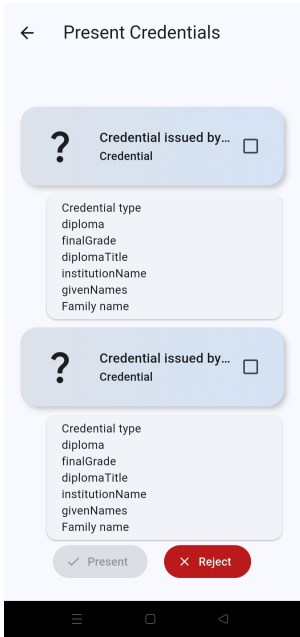 Present Credentials
?
Credential issued by...
Credential
Credential type
diploma
finalGrade
diplomaTitle
institutionName
givenNames
Family name
?
Credential issued by...
Credential
Credential type
diploma
finalGrade
diplomaTitle
institutionName
givenNames
Family name
Present
Reject